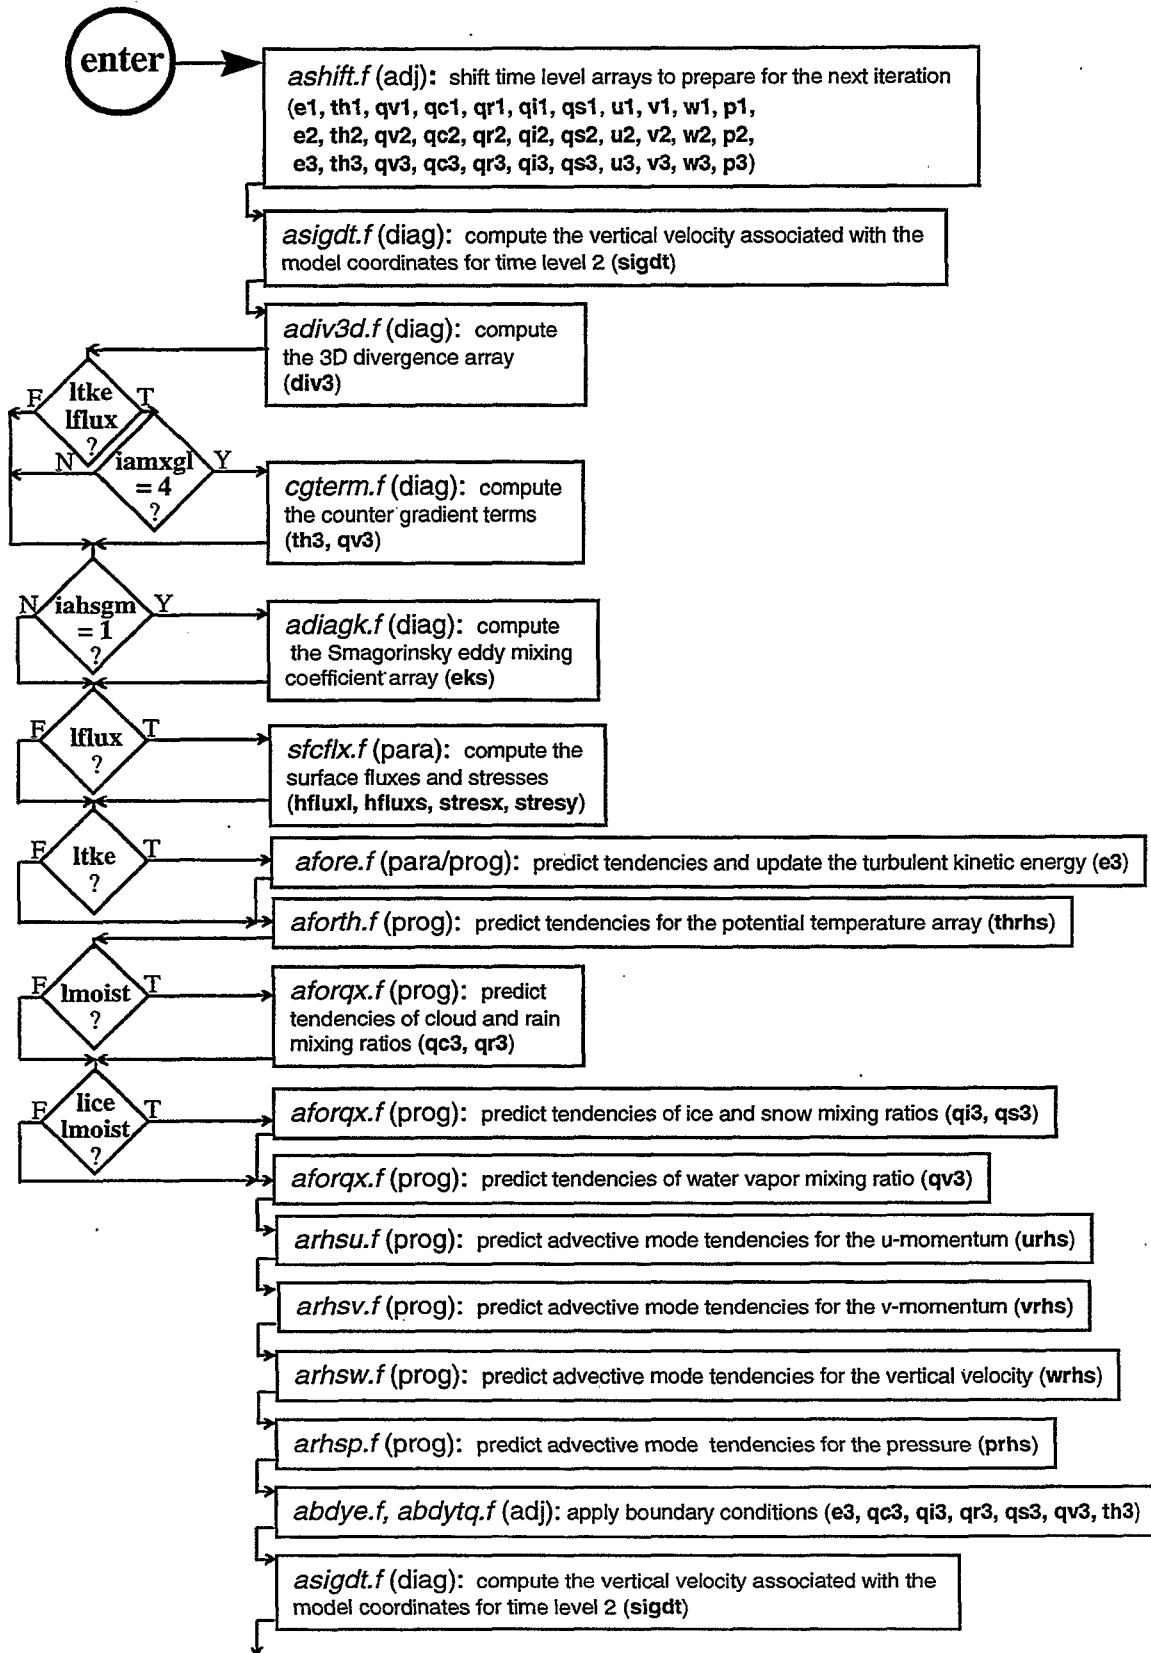 enter
ashift.f (adj): shift time level arrays to prepare for the next iteration
(e1, th1, qv1, qc1, qr1, qi1, qs1, u1, v1, w1, p1,
e2, th2, qv2, qc2, qr2, qi2, qs2, u2, v2, w2, p2,
e3, th3, qv3, qc3, qr3, qi3, qs3, u3, v3, w3, p3)
asigdt.f (diag): compute the vertical velocity associated with the
model coordinates for time level 2 (sigdt)
adiv3d.f (diag): compute
the 3D divergence array
(div3)
F
ltke
lflux
?
T
N
iamxgl
= 4
?
Y
cgterm.f (diag): compute
the counter gradient terms
(th3, qv3)
N
iahsgm
= 1
?
Y
adiagk.f (diag): compute
the Smagorinsky eddy mixing
coefficient array (eks)
F
lflux
?
T
sfcflx.f (para): compute the
surface fluxes and stresses
(hfluxl, hfluxs, stresx, stresy)
F
ltke
?
T
afore.f (para/prog): predict tendencies and update the turbulent kinetic energy (e3)
aforth.f (prog): predict tendencies for the potential temperature array (thrhs)
F
lmoist
?
T
aforqx.f (prog): predict
tendencies of cloud and rain
mixing ratios (qc3, qr3)
F
lice
lmoist
?
T
aforqx.f (prog): predict tendencies of ice and snow mixing ratios (qi3, qs3)
aforqx.f (prog): predict tendencies of water vapor mixing ratio (qv3)
arhsu.f (prog): predict advective mode tendencies for the u-momentum (urhs)
arhsv.f (prog): predict advective mode tendencies for the v-momentum (vrhs)
arhsw.f (prog): predict advective mode tendencies for the vertical velocity (wrhs)
arhsp.f (prog): predict advective mode tendencies for the pressure (prhs)
abdye.f, abdytq.f (adj): apply boundary conditions (e3, qc3, qi3, qr3, qs3, qv3, th3)
asigdt.f (diag): compute the vertical velocity associated with the
model coordinates for time level 2 (sigdt)